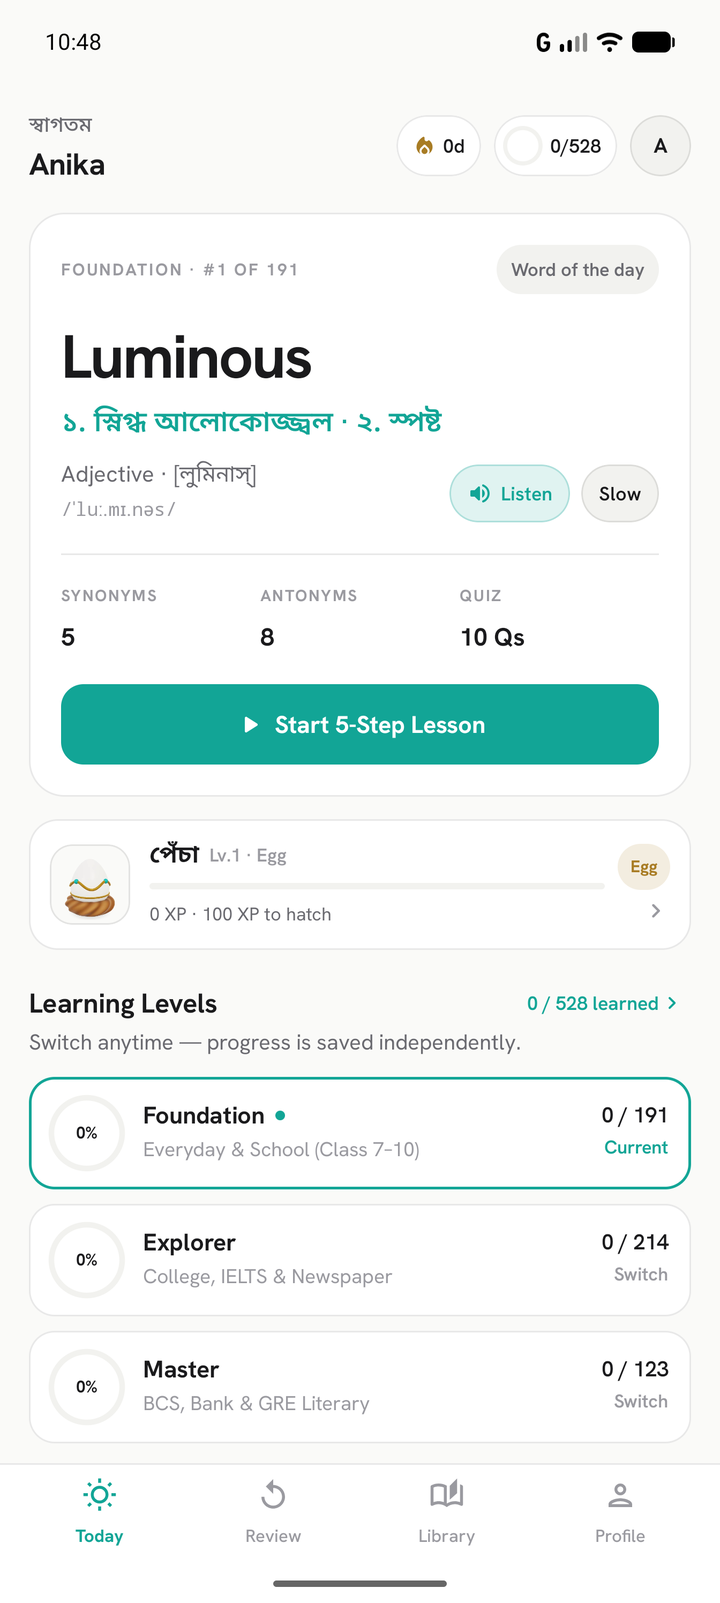 10:48
G
স্বাগতম
Anika
0d
0/528
A
FOUNDATION · #1 OF 191
Word of the day
Luminous
১. স্নিগ্ধ আলোকোজ্জ্বল · ২. স্পষ্ট
Adjective · [লুমিনাস্]
/ˈluː.mɪ.nəs/
Listen
Slow
SYNONYMS
ANTONYMS
QUIZ
5
8
10 Qs
Start 5-Step Lesson
পেঁচা Lv.1 · Egg
Egg
0 XP · 100 XP to hatch
Learning Levels
0 / 528 learned
Switch anytime — progress is saved independently.
0%
Foundation
0 / 191
Everyday & School (Class 7–10)
Current
0%
Explorer
0 / 214
College, IELTS & Newspaper
Switch
0%
Master
0 / 123
BCS, Bank & GRE Literary
Switch
Today
Review
Library
Profile